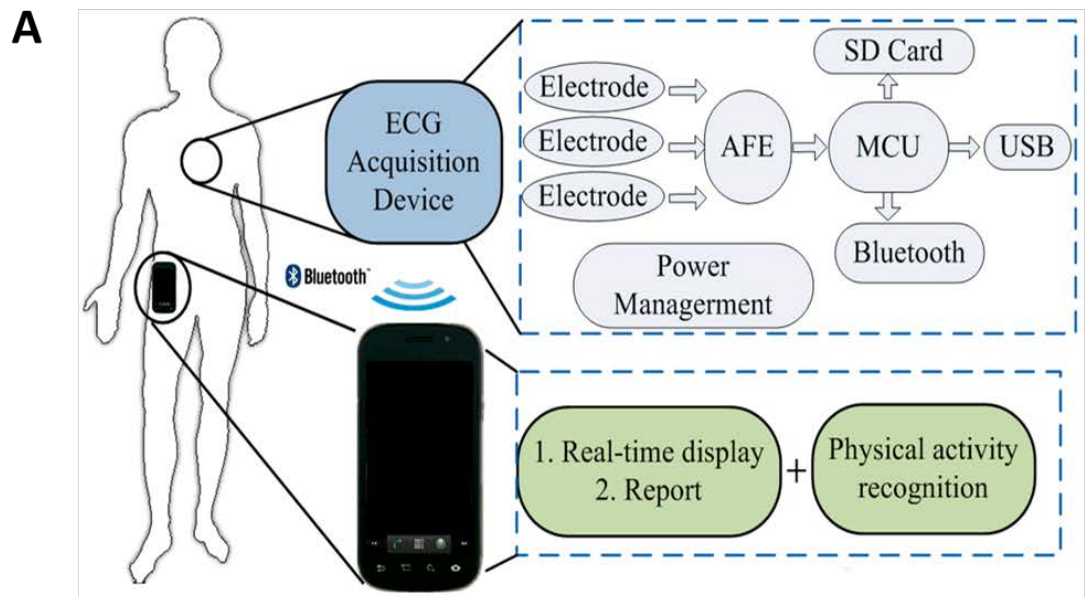 A
ECG
Acquisition
Device
Electrode
Electrode
Electrode
AFE
MCU
SD Card
USB
Bluetooth
Power
Managerment
Bluetooth™
1. Real-time display
2. Report
+
Physical activity
recognition